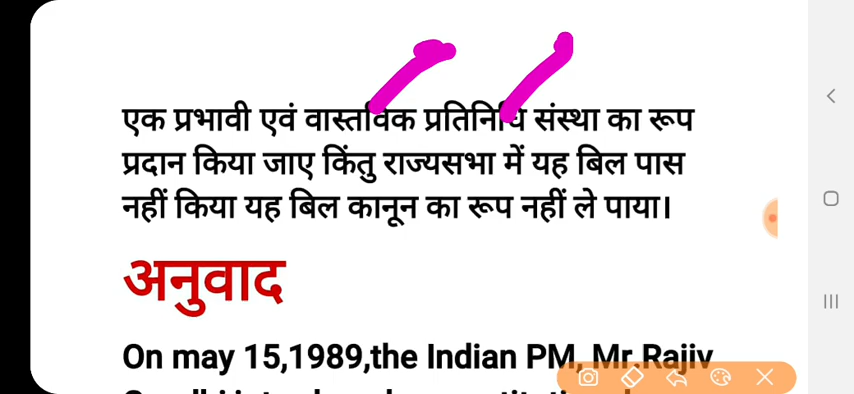 एक प्रभावी एवं वास्तविक प्रतिनिधि संस्था का रूप
प्रदान किया जाए किंतु राज्यसभा में यह बिल पास
नहीं किया यह बिल कानून का रूप नहीं ले पाया।
अनुवाद
On may 15,1989,the Indian PM, Mr.Rajiv